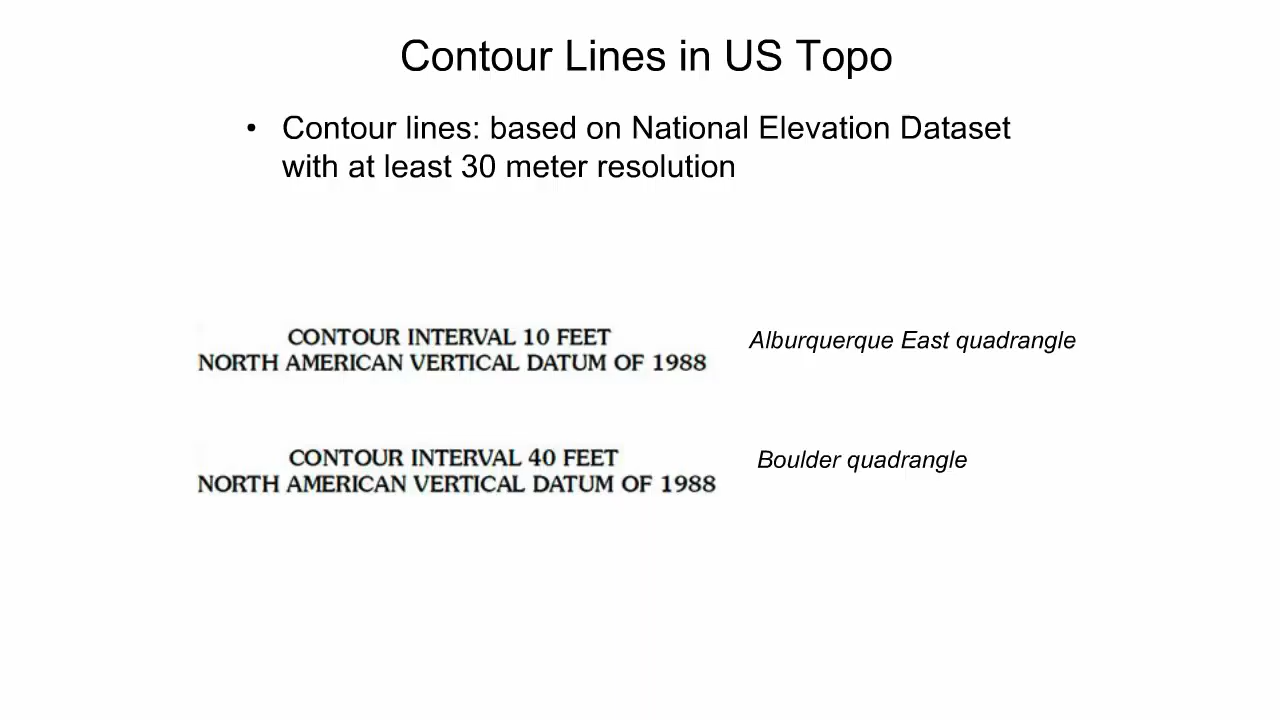 Contour Lines in US Topo
• Contour lines: based on National Elevation Dataset
with at least 30 meter resolution
CONTOUR INTERVAL 10 FEET
NORTH AMERICAN VERTICAL DATUM OF 1988
Alburquerque East quadrangle
CONTOUR INTERVAL 40 FEET
NORTH AMERICAN VERTICAL DATUM OF 1988
Boulder quadrangle